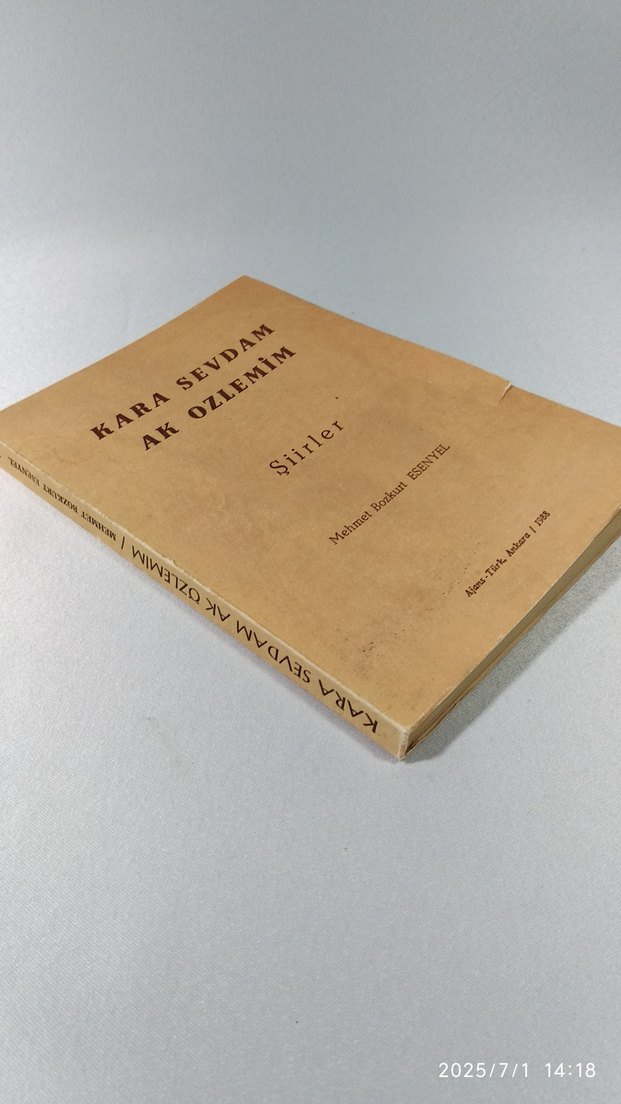 KARA SEVDAM
AK OZLEMİM
Şiirler
Mehmet Bozkurt ESENYEL
Ajans-Türk, Ankara / 1988
KARA SEVDAM AK ÖZLEMİM / MEHMET BOZKURT ESENYEL
2025/7/1 14:18